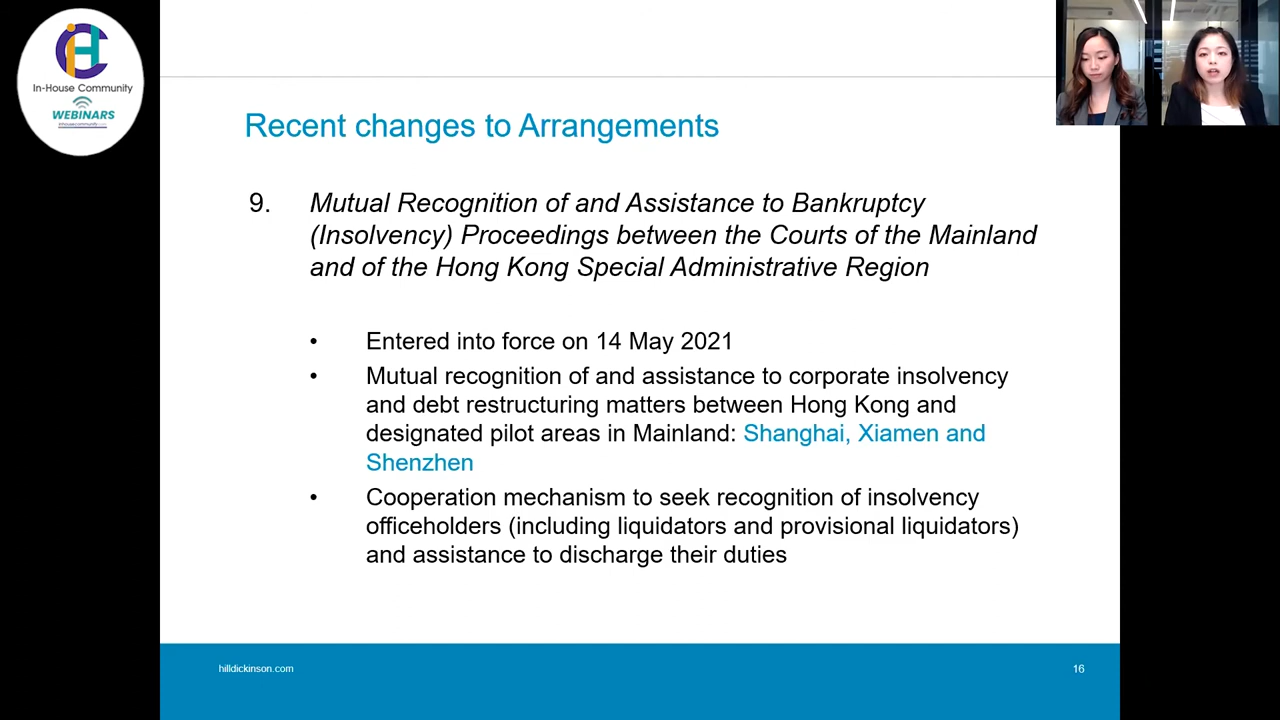 In-House Community
WEBINARS
Recent changes to Arrangements
9. Mutual Recognition of and Assistance to Bankruptcy
(Insolvency) Proceedings between the Courts of the Mainland
and of the Hong Kong Special Administrative Region
• Entered into force on 14 May 2021
• Mutual recognition of and assistance to corporate insolvency
and debt restructuring matters between Hong Kong and
designated pilot areas in Mainland: Shanghai, Xiamen and
Shenzhen
• Cooperation mechanism to seek recognition of insolvency
officeholders (including liquidators and provisional liquidators)
and assistance to discharge their duties
hilldickinson.com
16